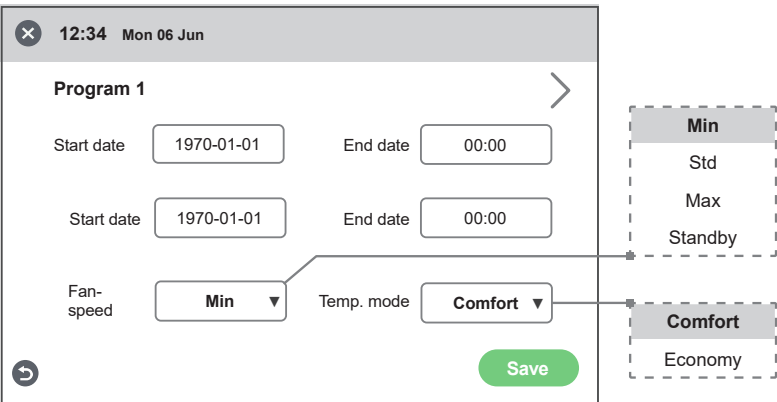 12:34 Mon 06 Jun
Program 1
Start date 1970-01-01 End date 00:00
Start date 1970-01-01 End date 00:00
Fan-
speed Min ▼ Temp. mode Comfort ▼
Save
Min
Std
Max
Standby
Comfort
Economy